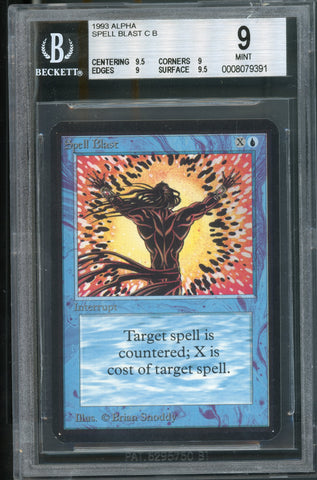 1993 ALPHA
SPELL BLAST C B
B
BECKETT
CENTERING 9.5 CORNERS 9
EDGES 9 SURFACE 9.5
9
MINT
0008079391
Spell Blast X
Interrupt
Target spell is
countered; X is
cost of target spell.
Illus. © Brian Snoddy